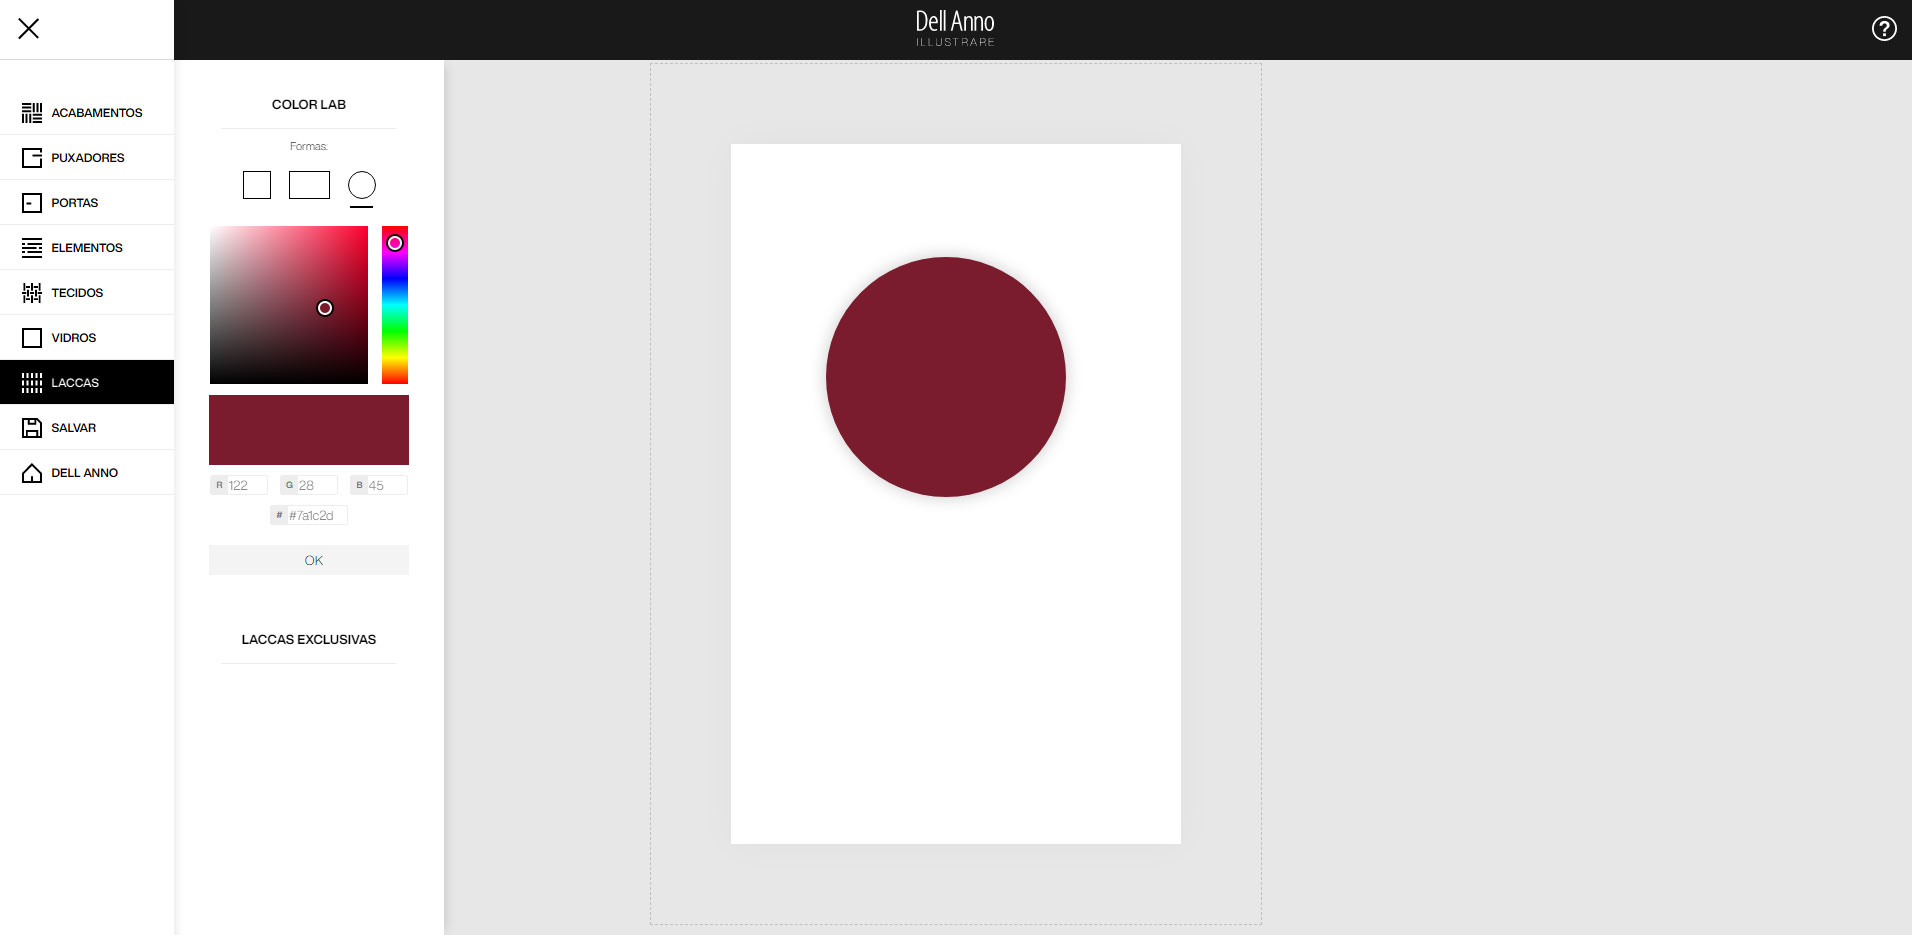 Dell Anno
ILLUSTRARE
ACABAMENTOS
PUXADORES
PORTAS
ELEMENTOS
TECIDOS
VIDROS
LACCAS
SALVAR
DELL ANNO
COLOR LAB
Formas:
R 122 G 28 B 45
# #7a1c2d
OK
LACCAS EXCLUSIVAS